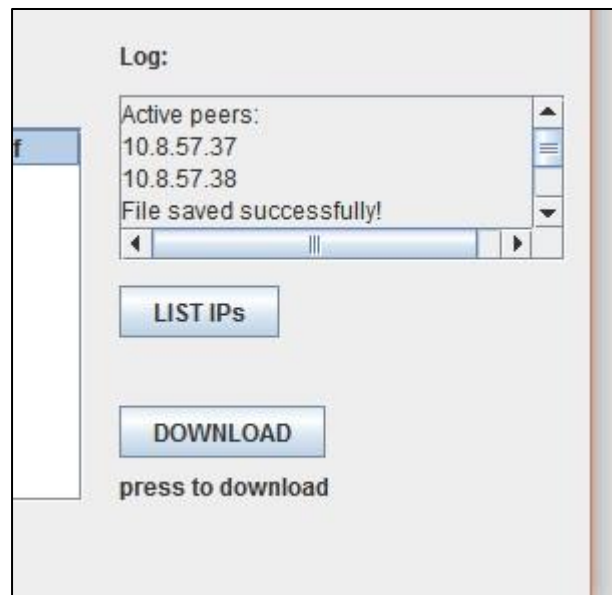 Log:
Active peers:
f
10.8.57.37
10.8.57.38
File saved successfully!
LIST IPs
DOWNLOAD
press to download